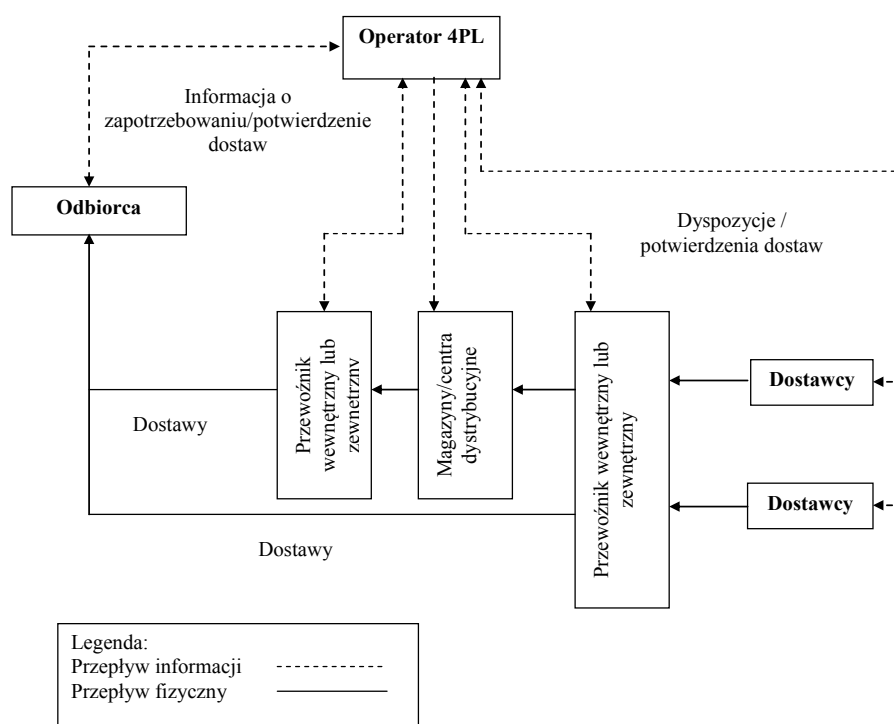 Operator 4PL
Informacja o
zapotrzebowaniu/potwierdzenie
dostaw
Odbiorca
Dyspozycje /
potwierdzenia dostaw
Przewoźnik
wewnętrzny lub
zewnetrznv
Magazyny/centra
dystrybucyjne
Przewoźnik wewnętrzny lub
zewnętrzny
Dostawcy
Dostawy
Dostawcy
Dostawy
Legenda:
Przepływ informacji
Przepływ fizyczny